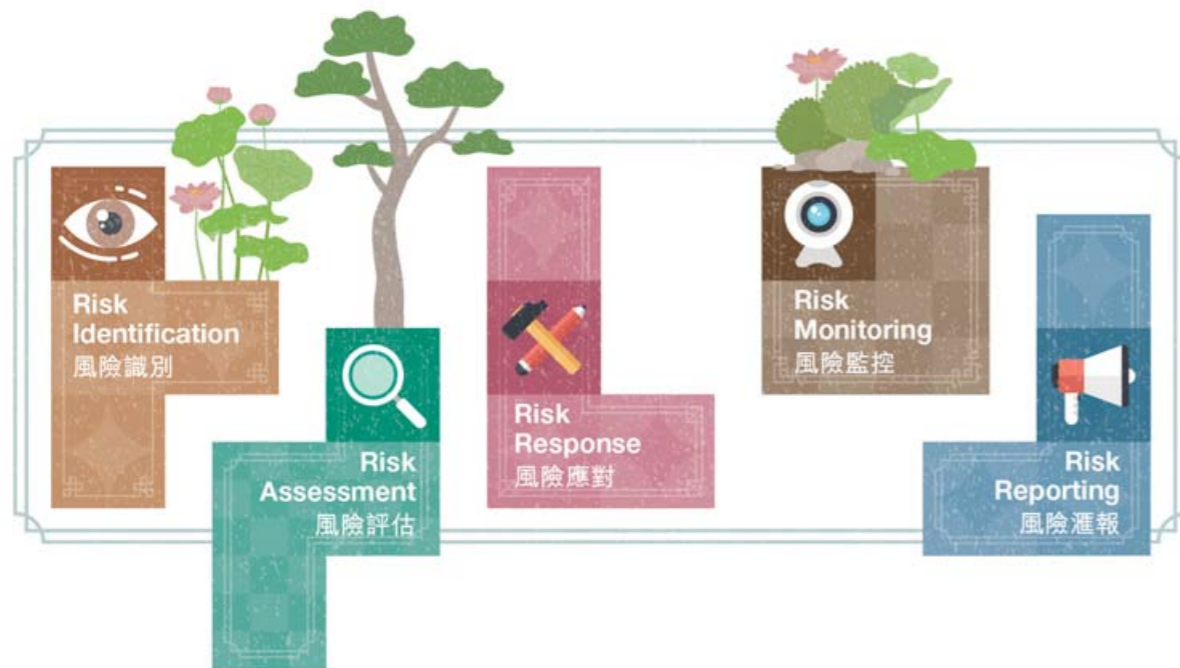 Risk
Identification
風險識別
Risk
Assessment
風險評估
Risk
Response
風險應對
Risk
Monitoring
風險監控
Risk
Reporting
風險滙報